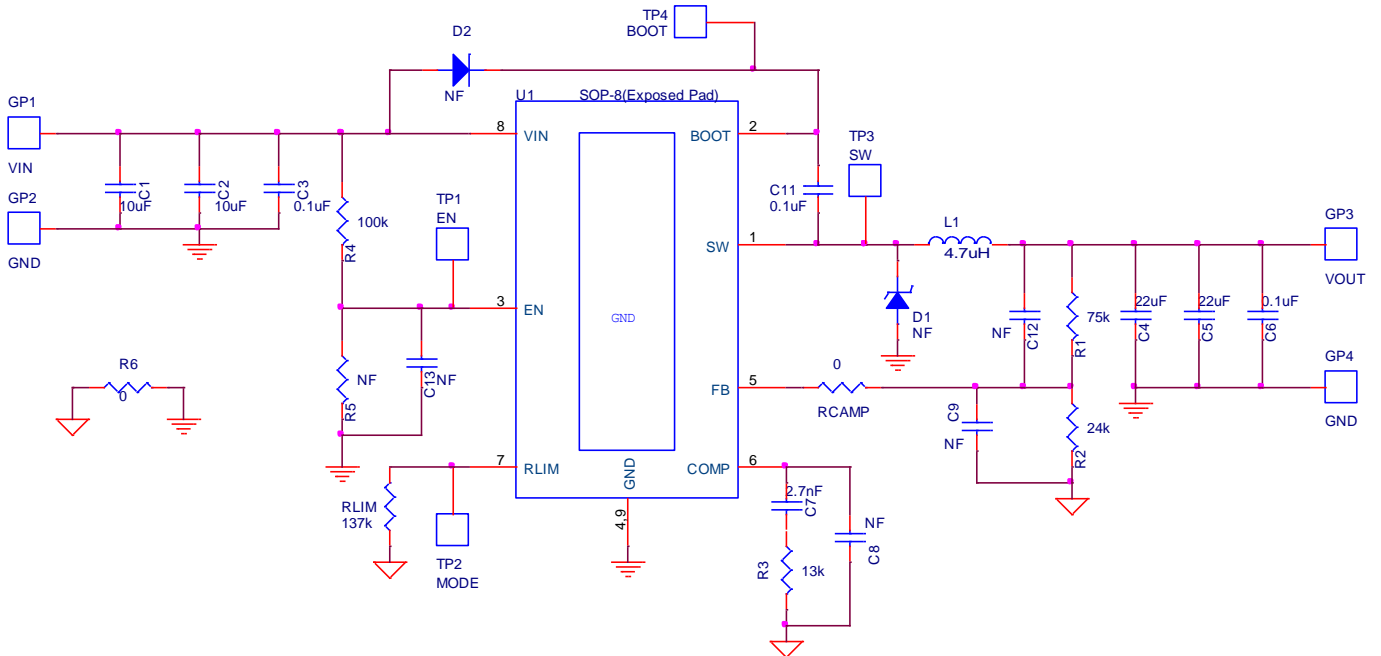 TP4
BOOT
D2
NF
GP1
VIN
GP2
GND
C1
10uF
C2
10uF
C3
0.1uF
100k
R4
TP1
EN
NF
R5
C13
NF
R6
0
RLIM
137k
TP2
MODE
U1
SOP-8(Exposed Pad)
8
VIN
3
EN
7
RLIM
GND
GND
4,9
BOOT
2
SW
1
FB
5
COMP
6
C11
0.1uF
TP3
SW
L1
4.7uH
D1
NF
NF
C12
75k
R1
22uF
C4
22uF
C5
0.1uF
C6
GP3
VOUT
GP4
GND
0
RCAMP
C9
NF
24k
R2
2.7nF
C7
R3
13k
NF
C8